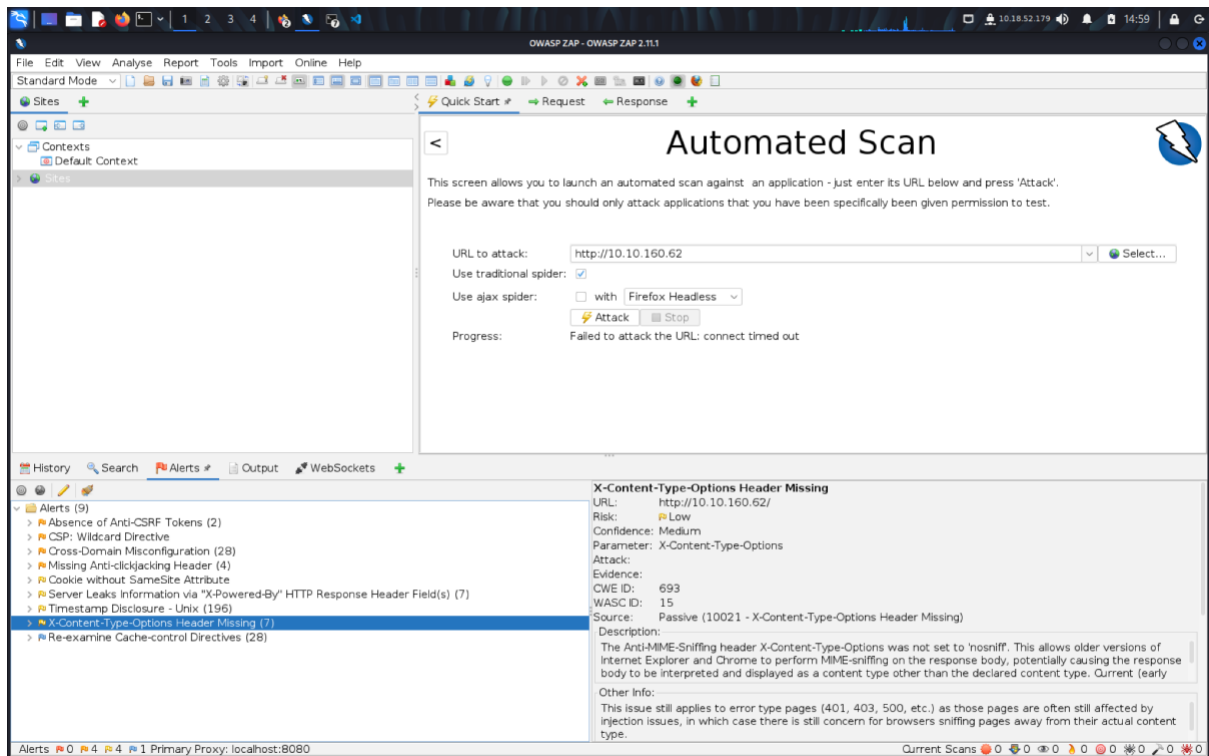 1 2 3 4 10.18.52.179 14:59
OWASP ZAP - OWASP ZAP 2.11.1
File Edit View Analyse Report Tools Import Online Help
Standard Mode
Sites
Quick Start Request Response
Contexts
Default Context
Sites
<
Automated Scan
This screen allows you to launch an automated scan against an application - just enter its URL below and press 'Attack'.
Please be aware that you should only attack applications that you have been specifically been given permission to test.
URL to attack: http://10.10.160.62 Select...
Use traditional spider:
Use ajax spider: with Firefox Headless
Attack Stop
Progress: Failed to attack the URL: connect timed out
History Search Alerts Output WebSockets
Alerts (9)
Absence of Anti-CSRF Tokens (2)
CSP: Wildcard Directive
Cross-Domain Misconfiguration (28)
Missing Anti-clickjacking Header (4)
Cookie without SameSite Attribute
Server Leaks Information via "X-Powered-By" HTTP Response Header Field(s) (7)
Timestamp Disclosure - Unix (196)
X-Content-Type-Options Header Missing (7)
Re-examine Cache-control Directives (28)
X-Content-Type-Options Header Missing
URL: http://10.10.160.62/
Risk: Low
Confidence: Medium
Parameter: X-Content-Type-Options
Attack:
Evidence:
CWE ID: 693
WASC ID: 15
Source: Passive (10021 - X-Content-Type-Options Header Missing)
Description:
The Anti-MIME-Sniffing header X-Content-Type-Options was not set to 'nosniff'. This allows older versions of
Internet Explorer and Chrome to perform MIME-sniffing on the response body, potentially causing the response
body to be interpreted and displayed as a content type other than the declared content type. Current (early
Other Info:
This issue still applies to error type pages (401, 403, 500, etc.) as those pages are often still affected by
injection issues, in which case there is still concern for browsers sniffing pages away from their actual content
type.
Alerts 0 4 4 1 Primary Proxy: localhost:8080 Current Scans 0 0 0 0 0 0 0 0